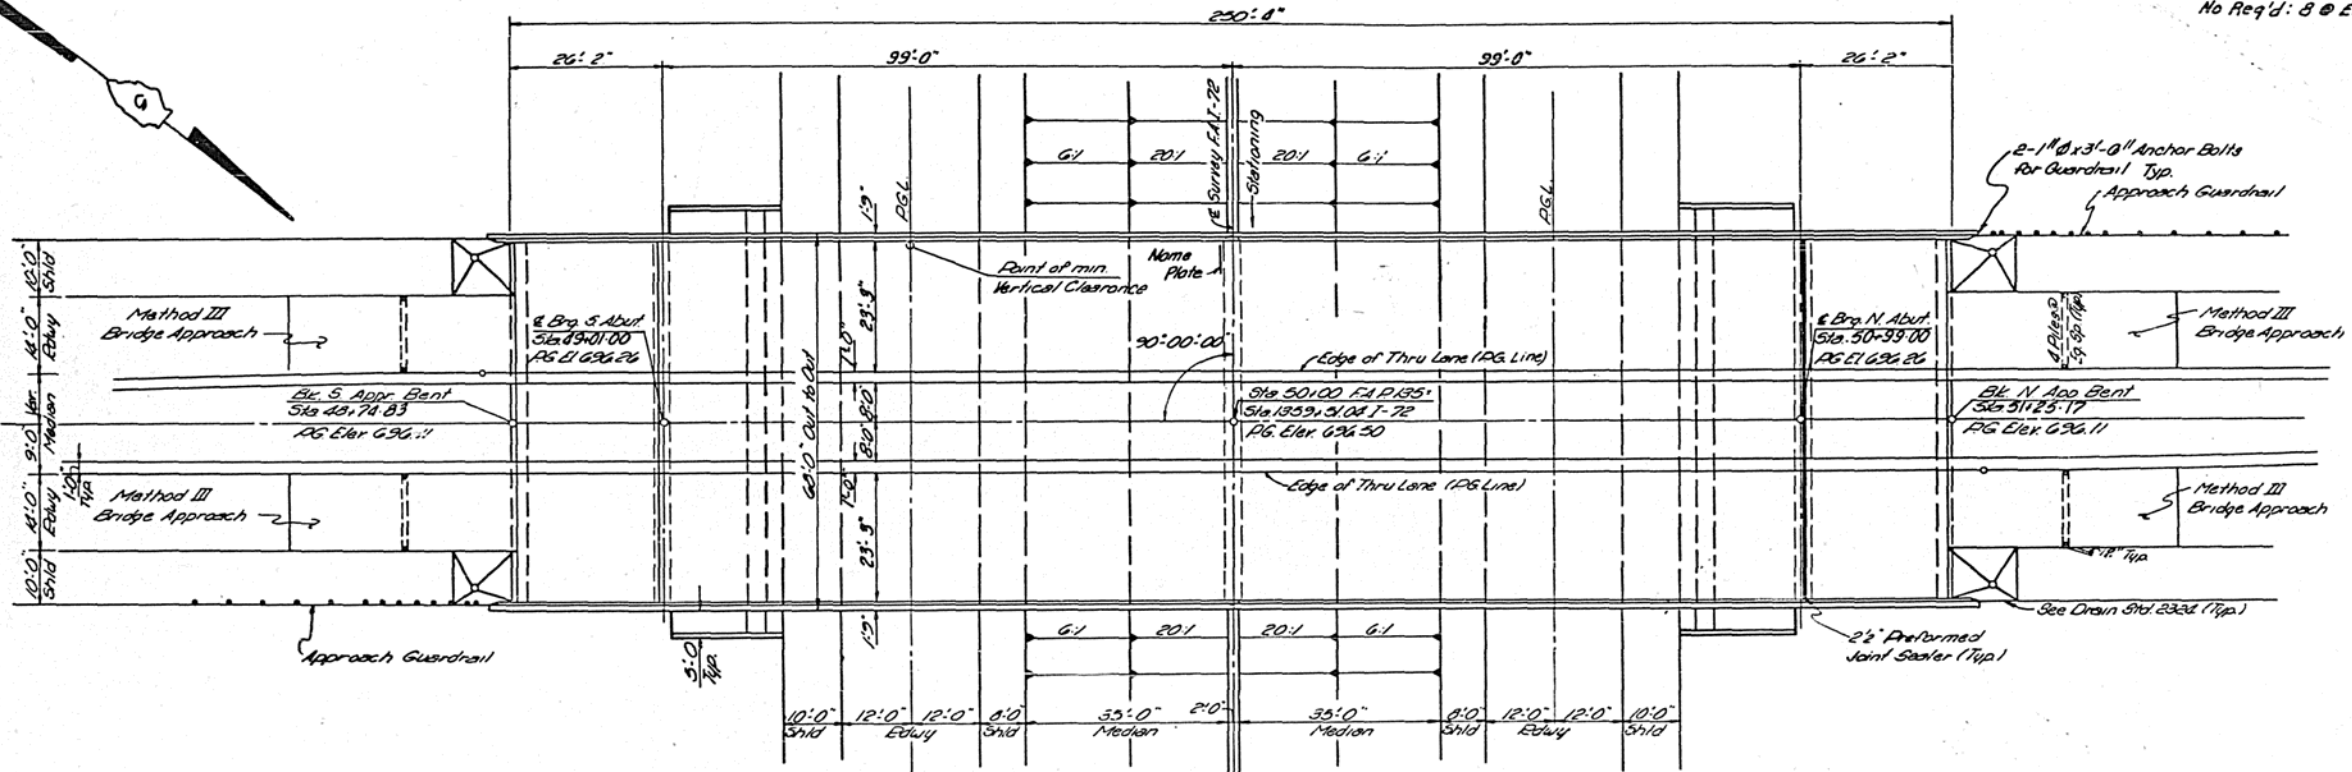 250'-4"
No Req'd: 8 @ E
26'-2"
99'-0"
99'-0"
26'-2"
℄ Survey F.A.I.-72
Stationing
P.G.L.
P.G.L.
6:1
20:1
20:1
6:1
2-1"Φx3'-0" Anchor Bolts
for Guardrail Typ.
Approach Guardrail
1'-9"
Name
Plate
Point of min.
Vertical Clearance
10'-0"
Shld
14'-0"
Edwy
9'-0" Var.
Median
14'-0"
Edwy
10'-0"
Shld
1'-0"
Typ.
Method III
Bridge Approach
℄ Brg. S. Abut.
Sta. 49+01.00
PG El 696.26
23'-3"
1'-0"
90°00'00"
Edge of Thru Lane (P.G. Line)
℄ Brg. N. Abut.
Sta. 50+99.00
PG El 696.26
4 Piles @
Eq. Sp. (Typ.)
Method III
Bridge Approach
Bk. S. Appr. Bent
Sta 48+74.83
PG Elev 696.11
68'-0" Out to Out
8'-0"
8'-0"
Sta 50+00 F.A.P. 135=
Sta. 1359+51.04 I-72
P.G. Elev. 696.50
Bk. N. App Bent
Sta 51+25.17
P.G. Elev. 696.11
Method III
Bridge Approach
1'-0"
23'-3"
Edge of Thru Lane (P.G. Line)
Method III
Bridge Approach
12" Typ.
See Drain Std. 2324 (Typ.)
2½" Preformed
Joint Sealer (Typ.)
Approach Guardrail
5'-0
Typ.
1'-9"
6:1
20:1
20:1
6:1
10'-0"
Shld
12'-0"
12'-0"
Edwy
8'-0"
Shld
35'-0"
Median
2'-0"
35'-0"
Median
8'-0"
Shld
12'-0"
12'-0"
Edwy
10'-0"
Shld